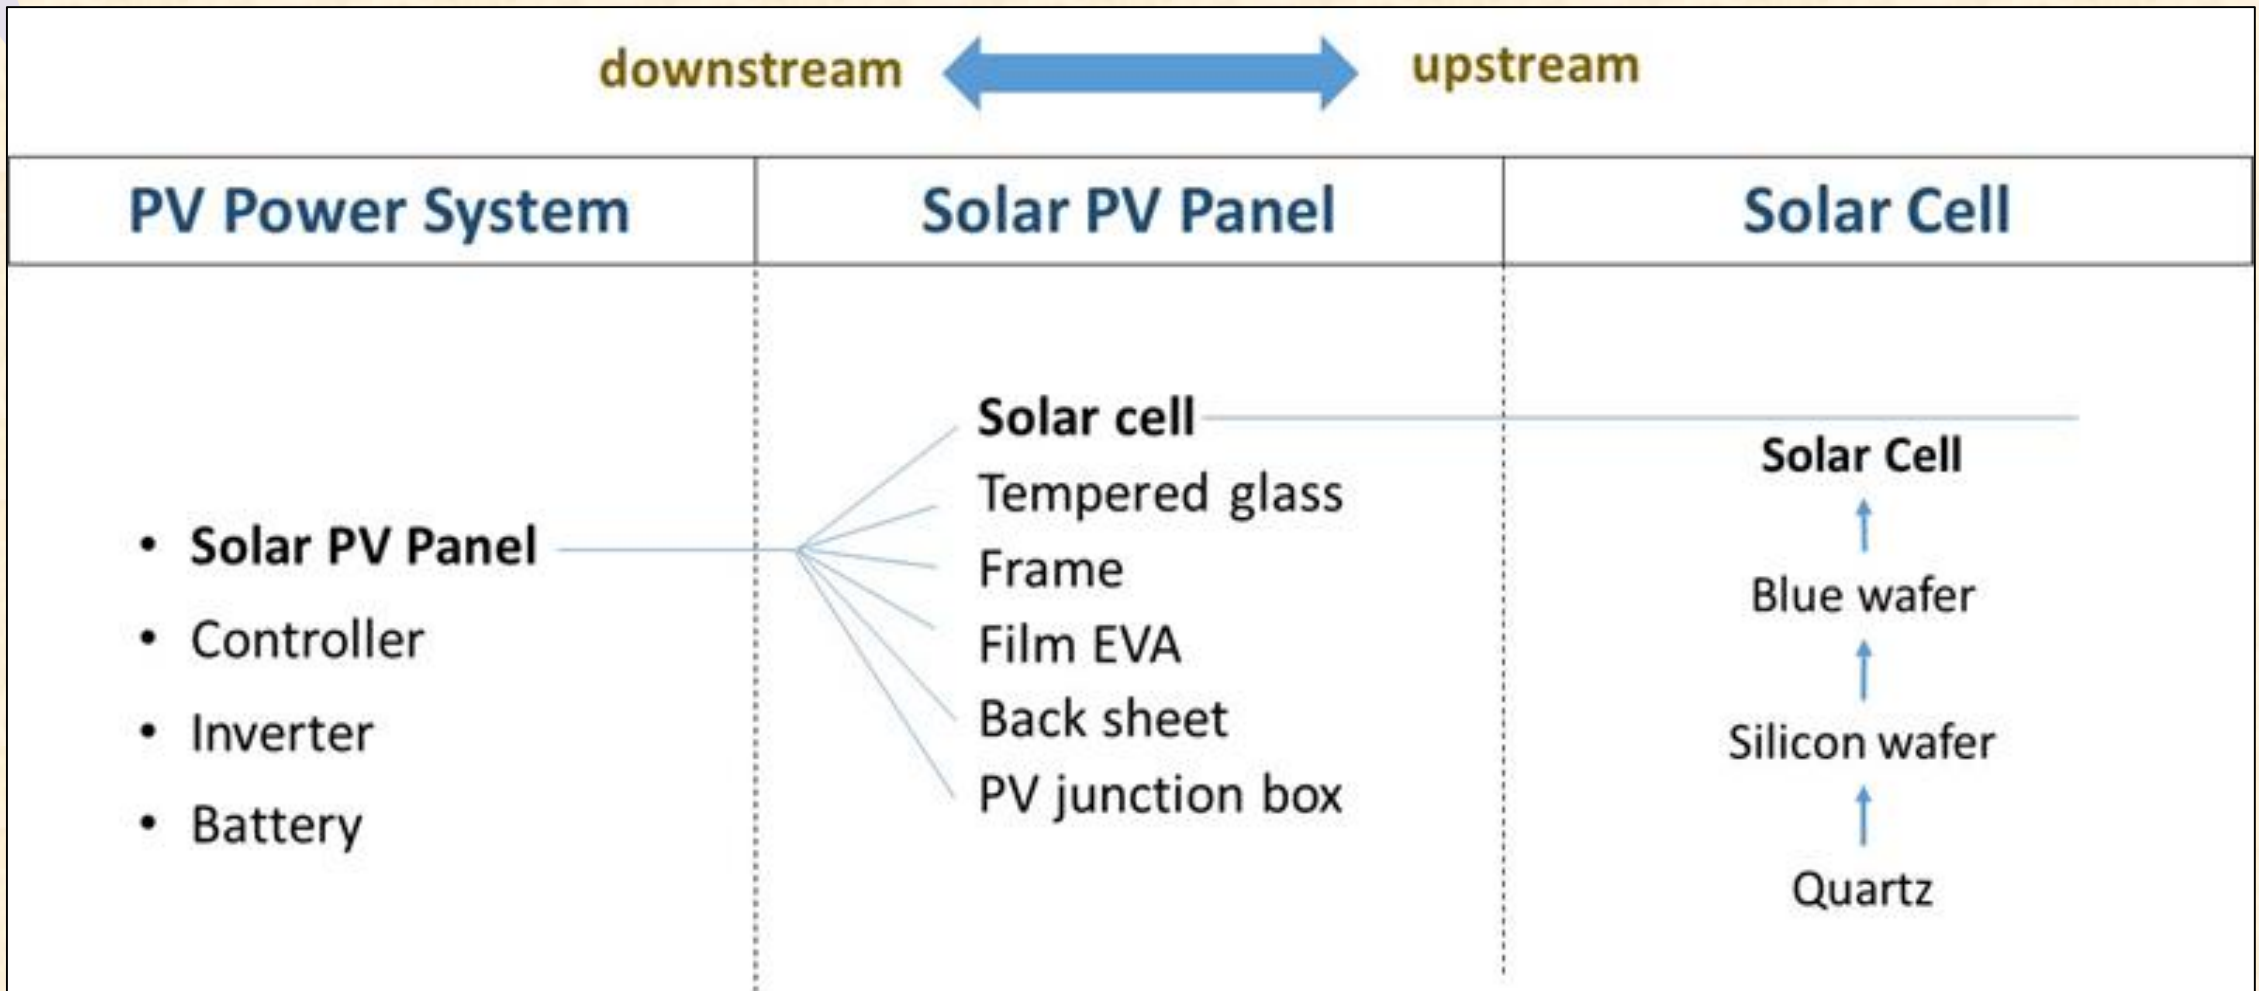 downstream
upstream
PV Power System
Solar PV Panel
Solar Cell
• Solar PV Panel
• Controller
• Inverter
• Battery
Solar cell
Tempered glass
Frame
Film EVA
Back sheet
PV junction box
Solar Cell
Blue wafer
Silicon wafer
Quartz